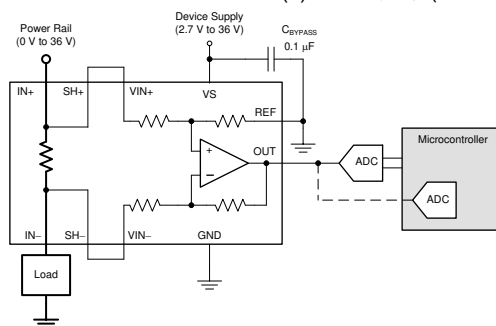 Device Supply
(2.7 V to 36 V)
C_BYPASS
0.1 µF
Power Rail
(0 V to 36 V)
IN+
SH+
VIN+
VS
REF
+
−
OUT
ADC
Microcontroller
ADC
IN−
SH−
VIN−
GND
Load